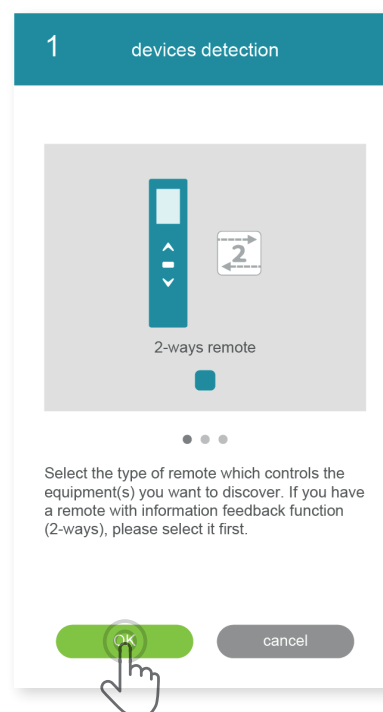 1 devices detection
2
2-ways remote
Select the type of remote which controls the
equipment(s) you want to discover. If you have
a remote with information feedback function
(2-ways), please select it first.
OK cancel